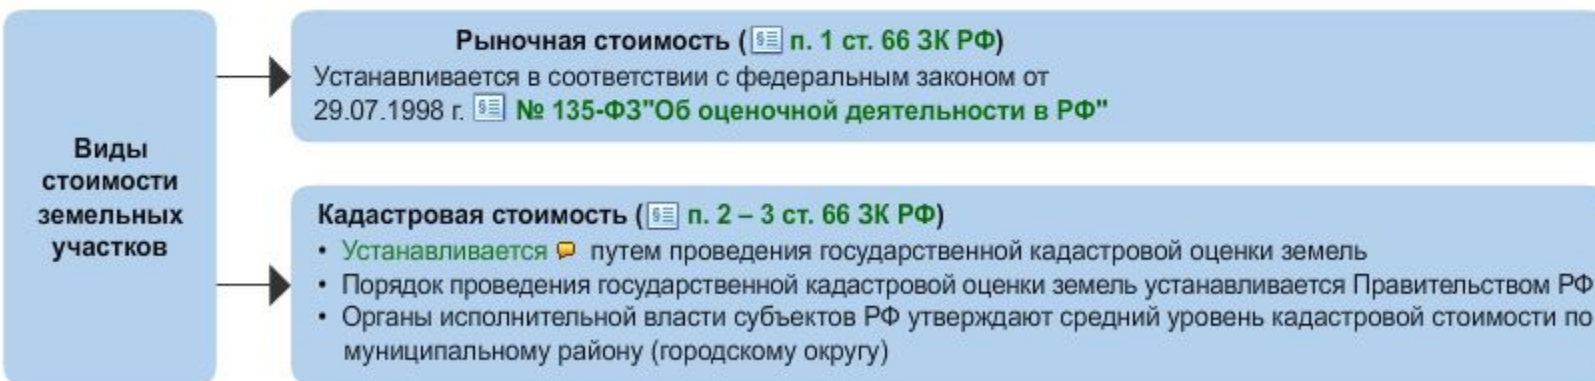 Виды
стоимости
земельных
участков
Рыночная стоимость (п. 1 ст. 66 ЗК РФ)
Устанавливается в соответствии с федеральным законом от
29.07.1998 г. № 135-ФЗ"Об оценочной деятельности в РФ"
Кадастровая стоимость (п. 2 – 3 ст. 66 ЗК РФ)
• Устанавливается путем проведения государственной кадастровой оценки земель
• Порядок проведения государственной кадастровой оценки земель устанавливается Правительством РФ
• Органы исполнительной власти субъектов РФ утверждают средний уровень кадастровой стоимости по
муниципальному району (городскому округу)